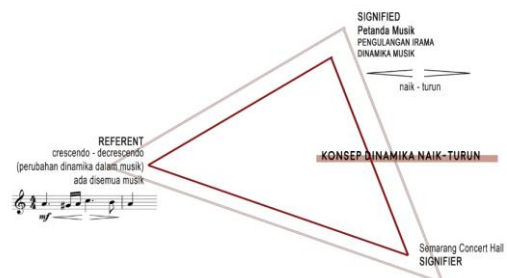 SIGNIFIED
Petanda Musik
PENGULANGAN IRAMA
DINAMIKA MUSIK
naik - turun
REFERENT
crescendo - decrescendo
(perubahan dinamika dalam musik)
ada disemua musik
mf
KONSEP DINAMIKA NAIK-TURUN
Semarang Concert Hall
SIGNIFIER